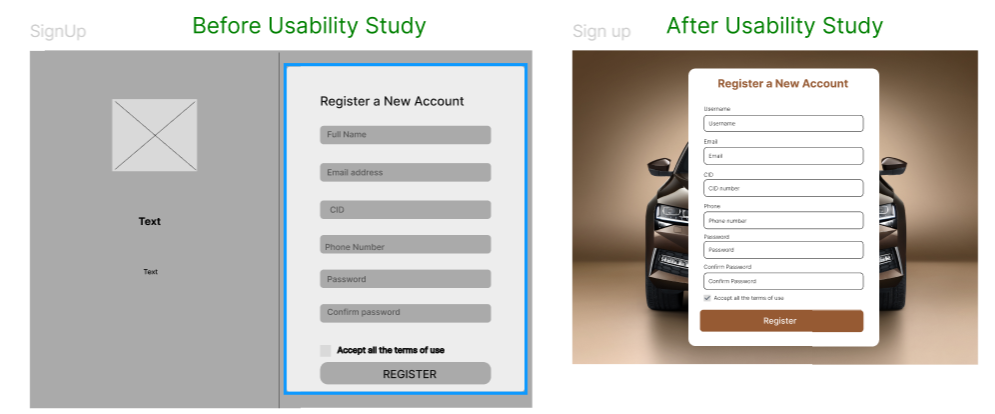 SignUp
Before Usability Study
Text
Text
Register a New Account
Full Name
Email address
CID
Phone Number
Password
Confirm password
Accept all the terms of use
REGISTER
Sign up
After Usability Study
Register a New Account
Username
Username
Email
Email
CID
CID number
Phone
Phone number
Password
Password
Confirm Password
Confirm Password
Accept all the terms of use
Register